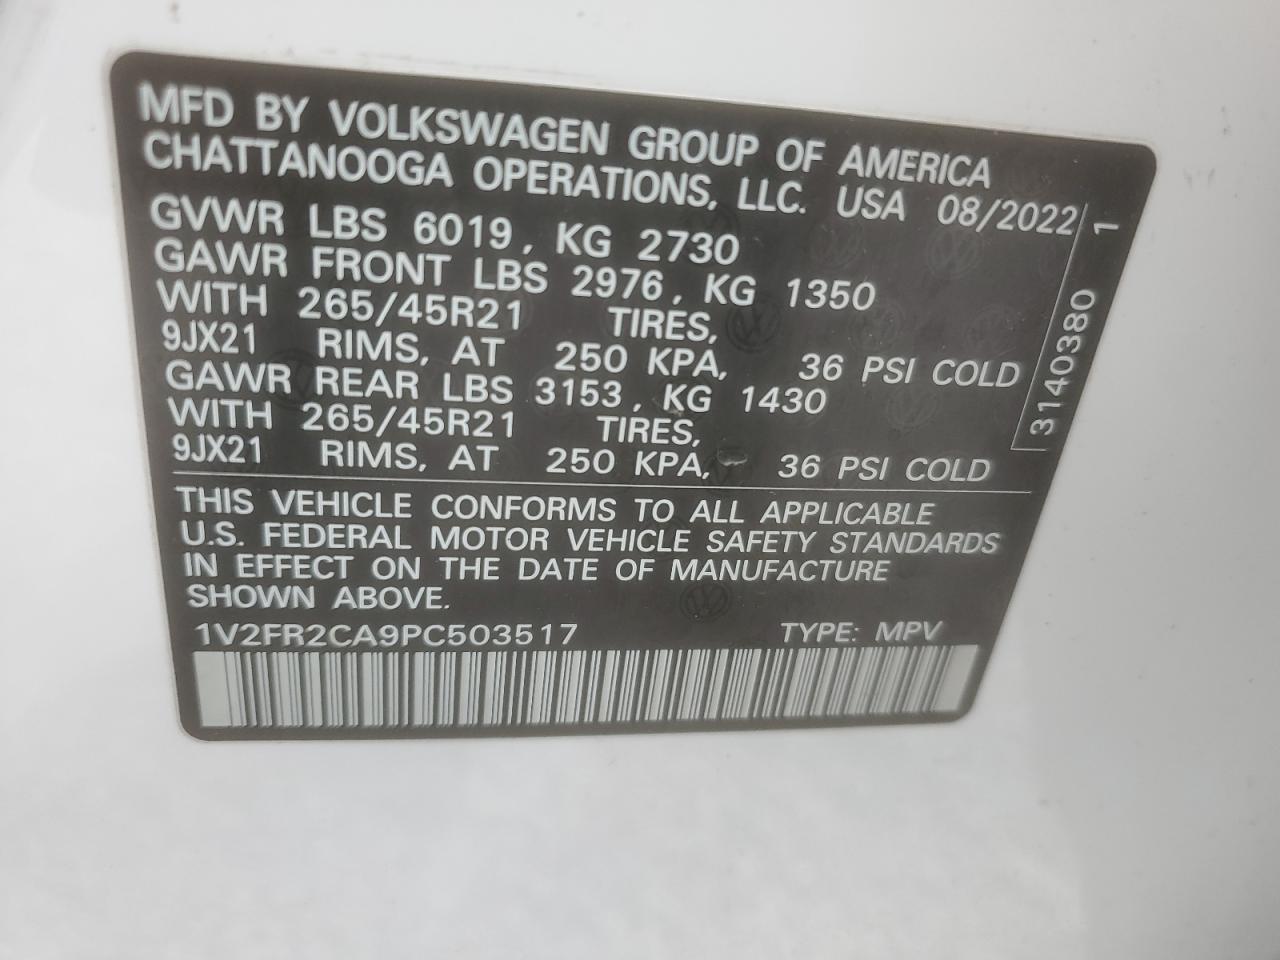 MFD BY VOLKSWAGEN GROUP OF AMERICA
CHATTANOOGA OPERATIONS, LLC. USA 08/2022
GVWR LBS 6019, KG 2730
GAWR FRONT LBS 2976, KG 1350
WITH 265/45R21 TIRES,
9JX21 RIMS, AT 250 KPA, 36 PSI COLD
GAWR REAR LBS 3153, KG 1430
WITH 265/45R21 TIRES,
9JX21 RIMS, AT 250 KPA, 36 PSI COLD
3140380 1
THIS VEHICLE CONFORMS TO ALL APPLICABLE
U.S. FEDERAL MOTOR VEHICLE SAFETY STANDARDS
IN EFFECT ON THE DATE OF MANUFACTURE
SHOWN ABOVE.
1V2FR2CA9PC503517 TYPE: MPV